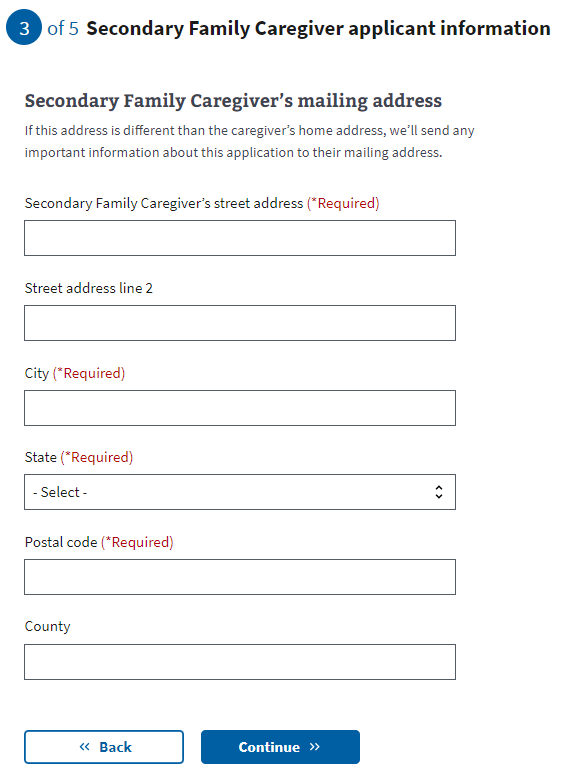 3 of 5 Secondary Family Caregiver applicant information
Secondary Family Caregiver’s mailing address
If this address is different than the caregiver’s home address, we’ll send any
important information about this application to their mailing address.
Secondary Family Caregiver’s street address (*Required)
Street address line 2
City (*Required)
State (*Required)
- Select -
Postal code (*Required)
County
« Back
Continue »